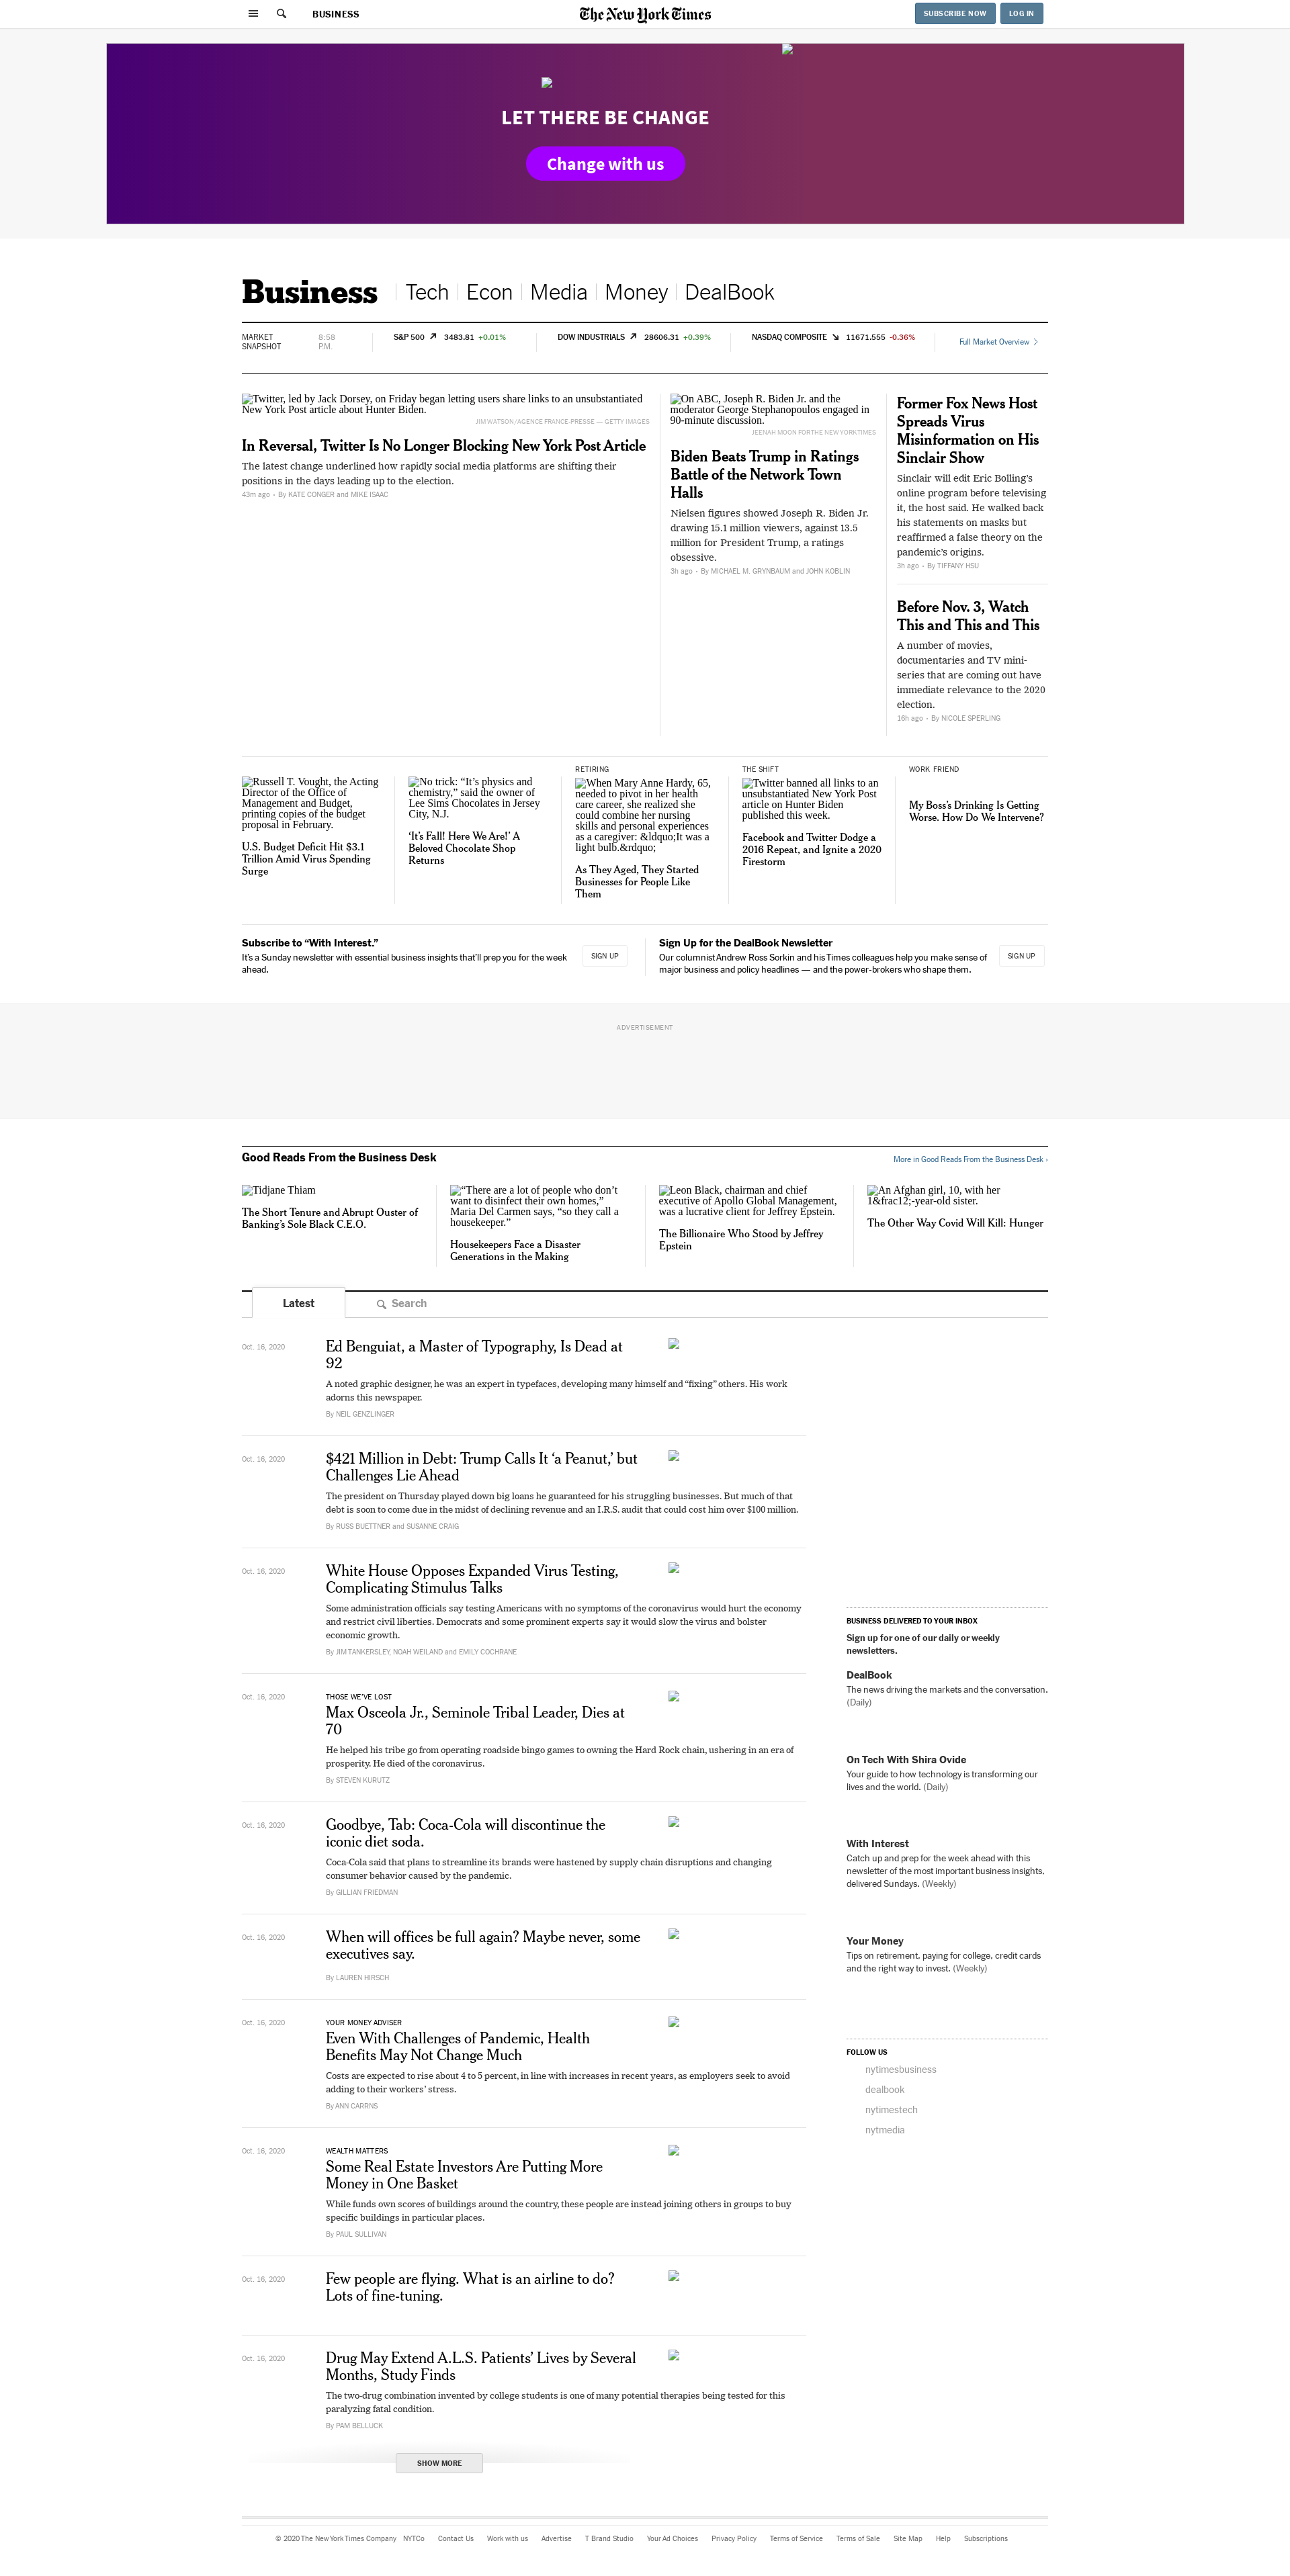 BUSINESS
The New York Times
SUBSCRIBE NOW
LOG IN
LET THERE BE CHANGE
Change with us
Business
Tech
Econ
Media
Money
DealBook
MARKET
SNAPSHOT
8:58
P.M.
S&P 500 3483.81 +0.01%
DOW INDUSTRIALS 28606.31 +0.39%
NASDAQ COMPOSITE 11671.555 -0.36%
Full Market Overview
Twitter, led by Jack Dorsey, on Friday began letting users share links to an unsubstantiated
New York Post article about Hunter Biden.
JIM WATSON/AGENCE FRANCE-PRESSE — GETTY IMAGES
In Reversal, Twitter Is No Longer Blocking New York Post Article
The latest change underlined how rapidly social media platforms are shifting their
positions in the days leading up to the election.
43m ago • By KATE CONGER and MIKE ISAAC
On ABC, Joseph R. Biden Jr. and the
moderator George Stephanopoulos engaged in
90-minute discussion.
JEENAH MOON FOR THE NEW YORK TIMES
Biden Beats Trump in Ratings
Battle of the Network Town
Halls
Nielsen figures showed Joseph R. Biden Jr.
drawing 15.1 million viewers, against 13.5
million for President Trump, a ratings
obsessive.
3h ago • By MICHAEL M. GRYNBAUM and JOHN KOBLIN
Former Fox News Host
Spreads Virus
Misinformation on His
Sinclair Show
Sinclair will edit Eric Bolling’s
online program before televising
it, the host said. He walked back
his statements on masks but
reaffirmed a false theory on the
pandemic’s origins.
3h ago • By TIFFANY HSU
Before Nov. 3, Watch
This and This and This
A number of movies,
documentaries and TV mini-
series that are coming out have
immediate relevance to the 2020
election.
16h ago • By NICOLE SPERLING
Russell T. Vought, the Acting
Director of the Office of
Management and Budget,
printing copies of the budget
proposal in February.
U.S. Budget Deficit Hit $3.1
Trillion Amid Virus Spending
Surge
No trick: “It’s physics and
chemistry,” said the owner of
Lee Sims Chocolates in Jersey
City, N.J.
‘It’s Fall! Here We Are!’ A
Beloved Chocolate Shop
Returns
RETIRING
When Mary Anne Hardy, 65,
needed to pivot in her health
care career, she realized she
could combine her nursing
skills and personal experiences
as a caregiver: &ldquo;It was a
light bulb.&rdquo;
As They Aged, They Started
Businesses for People Like
Them
THE SHIFT
Twitter banned all links to an
unsubstantiated New York Post
article on Hunter Biden
published this week.
Facebook and Twitter Dodge a
2016 Repeat, and Ignite a 2020
Firestorm
WORK FRIEND
My Boss’s Drinking Is Getting
Worse. How Do We Intervene?
Subscribe to “With Interest.”
It’s a Sunday newsletter with essential business insights that’ll prep you for the week
ahead.
SIGN UP
Sign Up for the DealBook Newsletter
Our columnist Andrew Ross Sorkin and his Times colleagues help you make sense of
major business and policy headlines — and the power-brokers who shape them.
SIGN UP
ADVERTISEMENT
Good Reads From the Business Desk
More in Good Reads From the Business Desk ›
Tidjane Thiam
The Short Tenure and Abrupt Ouster of
Banking’s Sole Black C.E.O.
“There are a lot of people who don’t
want to disinfect their own homes,”
Maria Del Carmen says, “so they call a
housekeeper.”
Housekeepers Face a Disaster
Generations in the Making
Leon Black, chairman and chief
executive of Apollo Global Management,
was a lucrative client for Jeffrey Epstein.
The Billionaire Who Stood by Jeffrey
Epstein
An Afghan girl, 10, with her
1&frac12;-year-old sister.
The Other Way Covid Will Kill: Hunger
Latest
Search
Oct. 16, 2020
Ed Benguiat, a Master of Typography, Is Dead at
92
A noted graphic designer, he was an expert in typefaces, developing many himself and “fixing” others. His work
adorns this newspaper.
By NEIL GENZLINGER
Oct. 16, 2020
$421 Million in Debt: Trump Calls It ‘a Peanut,’ but
Challenges Lie Ahead
The president on Thursday played down big loans he guaranteed for his struggling businesses. But much of that
debt is soon to come due in the midst of declining revenue and an I.R.S. audit that could cost him over $100 million.
By RUSS BUETTNER and SUSANNE CRAIG
Oct. 16, 2020
White House Opposes Expanded Virus Testing,
Complicating Stimulus Talks
Some administration officials say testing Americans with no symptoms of the coronavirus would hurt the economy
and restrict civil liberties. Democrats and some prominent experts say it would slow the virus and bolster
economic growth.
By JIM TANKERSLEY, NOAH WEILAND and EMILY COCHRANE
Oct. 16, 2020
THOSE WE’VE LOST
Max Osceola Jr., Seminole Tribal Leader, Dies at
70
He helped his tribe go from operating roadside bingo games to owning the Hard Rock chain, ushering in an era of
prosperity. He died of the coronavirus.
By STEVEN KURUTZ
Oct. 16, 2020
Goodbye, Tab: Coca-Cola will discontinue the
iconic diet soda.
Coca-Cola said that plans to streamline its brands were hastened by supply chain disruptions and changing
consumer behavior caused by the pandemic.
By GILLIAN FRIEDMAN
Oct. 16, 2020
When will offices be full again? Maybe never, some
executives say.
By LAUREN HIRSCH
Oct. 16, 2020
YOUR MONEY ADVISER
Even With Challenges of Pandemic, Health
Benefits May Not Change Much
Costs are expected to rise about 4 to 5 percent, in line with increases in recent years, as employers seek to avoid
adding to their workers’ stress.
By ANN CARRNS
Oct. 16, 2020
WEALTH MATTERS
Some Real Estate Investors Are Putting More
Money in One Basket
While funds own scores of buildings around the country, these people are instead joining others in groups to buy
specific buildings in particular places.
By PAUL SULLIVAN
Oct. 16, 2020
Few people are flying. What is an airline to do?
Lots of fine-tuning.
Oct. 16, 2020
Drug May Extend A.L.S. Patients’ Lives by Several
Months, Study Finds
The two-drug combination invented by college students is one of many potential therapies being tested for this
paralyzing fatal condition.
By PAM BELLUCK
SHOW MORE
BUSINESS DELIVERED TO YOUR INBOX
Sign up for one of our daily or weekly
newsletters.
DealBook
The news driving the markets and the conversation.
(Daily)
On Tech With Shira Ovide
Your guide to how technology is transforming our
lives and the world. (Daily)
With Interest
Catch up and prep for the week ahead with this
newsletter of the most important business insights,
delivered Sundays. (Weekly)
Your Money
Tips on retirement, paying for college, credit cards
and the right way to invest. (Weekly)
FOLLOW US
nytimesbusiness
dealbook
nytimestech
nytmedia
© 2020 The New York Times Company NYTCo Contact Us Work with us Advertise T Brand Studio Your Ad Choices Privacy Policy Terms of Service Terms of Sale Site Map Help Subscriptions